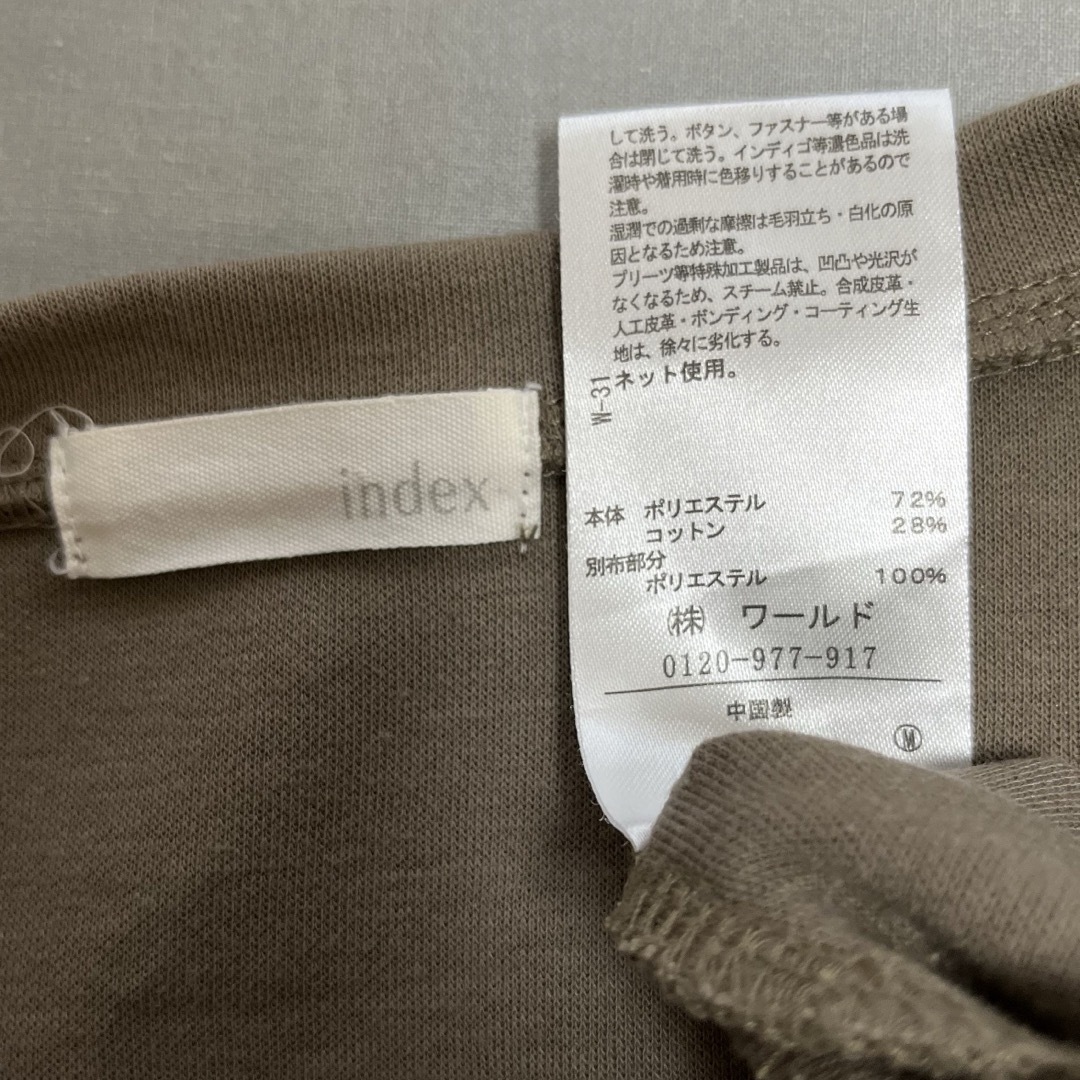 して洗う。ボタン、ファスナー等がある場
合は閉じて洗う。インディゴ等濃色品は洗
濯時や着用時に色移りすることがあるので
注意。
湿潤での過剰な摩擦は毛羽立ち・白化の原
因となるため注意。
プリーツ等特殊加工製品は、凹凸や光沢が
なくなるため、スチーム禁止。合成皮革・
人工皮革・ボンディング・コーティング生
地は、徐々に劣化する。
ネット使用。
W-31
index
本体 ポリエステル 72%
コットン 28%
別布部分
ポリエステル 100%
㈱ ワールド
0120-977-917
中国製
Ⓦ